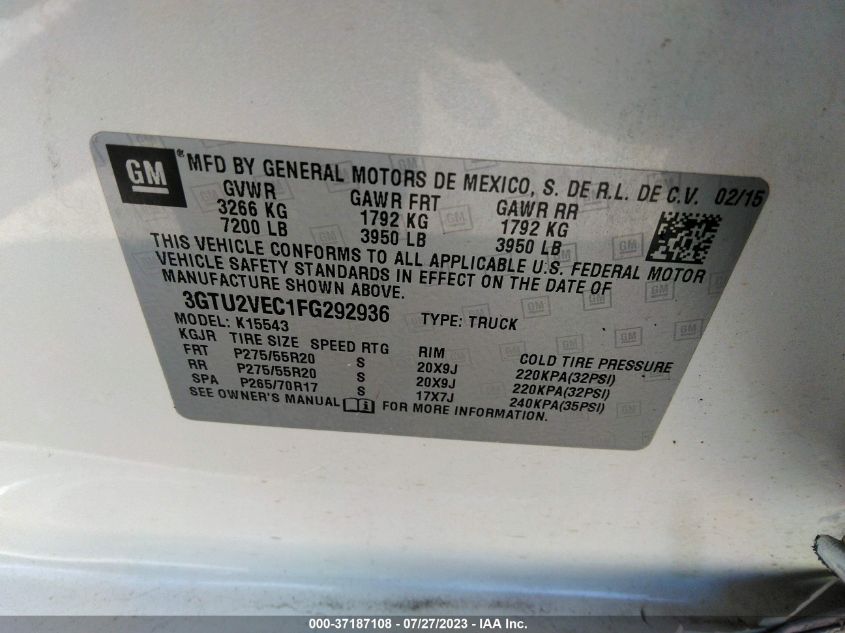 GM ® MFD BY GENERAL MOTORS DE MEXICO, S. DE R.L. DE C.V. 02/15
GVWR GAWR FRT GAWR RR
3266 KG 1792 KG 1792 KG
7200 LB 3950 LB 3950 LB
THIS VEHICLE CONFORMS TO ALL APPLICABLE U.S. FEDERAL MOTOR
VEHICLE SAFETY STANDARDS IN EFFECT ON THE DATE OF
MANUFACTURE SHOWN ABOVE.
3GTU2VEC1FG292936 TYPE: TRUCK
MODEL: K15543
KGJR TIRE SIZE SPEED RTG RIM COLD TIRE PRESSURE
FRT P275/55R20 S 20X9J 220KPA(32PSI)
RR P275/55R20 S 20X9J 220KPA(32PSI)
SPA P265/70R17 S 17X7J 240KPA(35PSI)
SEE OWNER'S MANUAL FOR MORE INFORMATION.
000-37187108 - 07/27/2023 - IAA Inc.